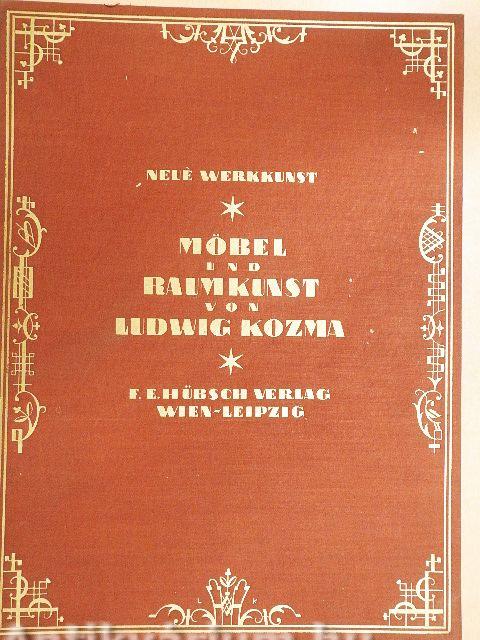 NEUE WERKKUNST
MÖBEL
UND
RAUMKUNST
VON
LUDWIG KOZMA
F. E. HÜBSCH VERLAG
WIEN-LEIPZIG
L K